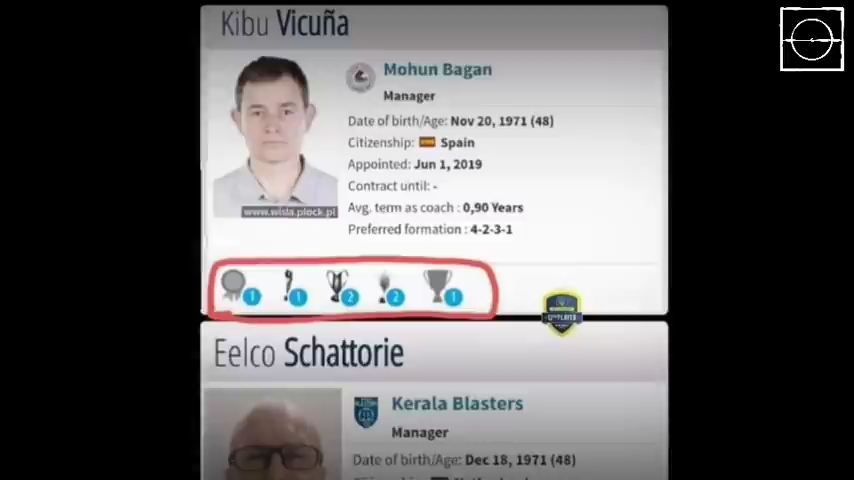 Kibu Vicuña
Mohun Bagan
Manager
Date of birth/Age: Nov 20, 1971 (48)
Citizenship: Spain
Appointed: Jun 1, 2019
Contract until: -
Avg. term as coach : 0,90 Years
Preferred formation : 4-2-3-1
www.wisla.plock.pl
1 1 2 2 1
Eelco Schattorie
Kerala Blasters
Manager
Date of birth/Age: Dec 18, 1971 (48)